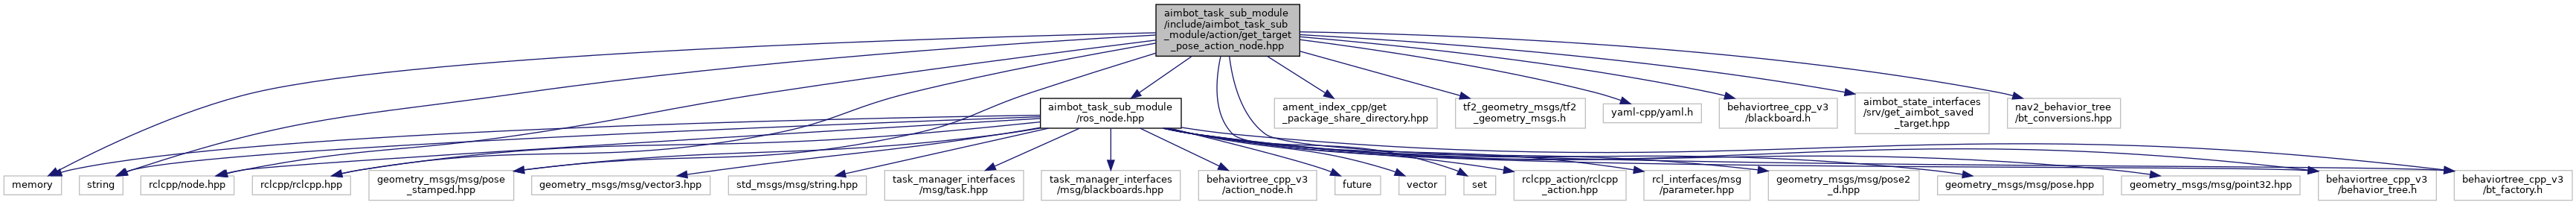 aimbot_task_sub_module
/include/aimbot_task_sub
_module/action/get_target
_pose_action_node.hpp
aimbot_task_sub_module
/ros_node.hpp
ament_index_cpp/get
_package_share_directory.hpp
tf2_geometry_msgs/tf2
_geometry_msgs.h
yaml-cpp/yaml.h
behaviortree_cpp_v3
/blackboard.h
aimbot_state_interfaces
/srv/get_aimbot_saved
_target.hpp
nav2_behavior_tree
/bt_conversions.hpp
memory
string
rclcpp/node.hpp
rclcpp/rclcpp.hpp
geometry_msgs/msg/pose
_stamped.hpp
geometry_msgs/msg/vector3.hpp
std_msgs/msg/string.hpp
task_manager_interfaces
/msg/task.hpp
task_manager_interfaces
/msg/blackboards.hpp
behaviortree_cpp_v3
/action_node.h
future
vector
set
rclcpp_action/rclcpp
_action.hpp
rcl_interfaces/msg
/parameter.hpp
geometry_msgs/msg/pose2
_d.hpp
geometry_msgs/msg/pose.hpp
geometry_msgs/msg/point32.hpp
behaviortree_cpp_v3
/behavior_tree.h
behaviortree_cpp_v3
/bt_factory.h